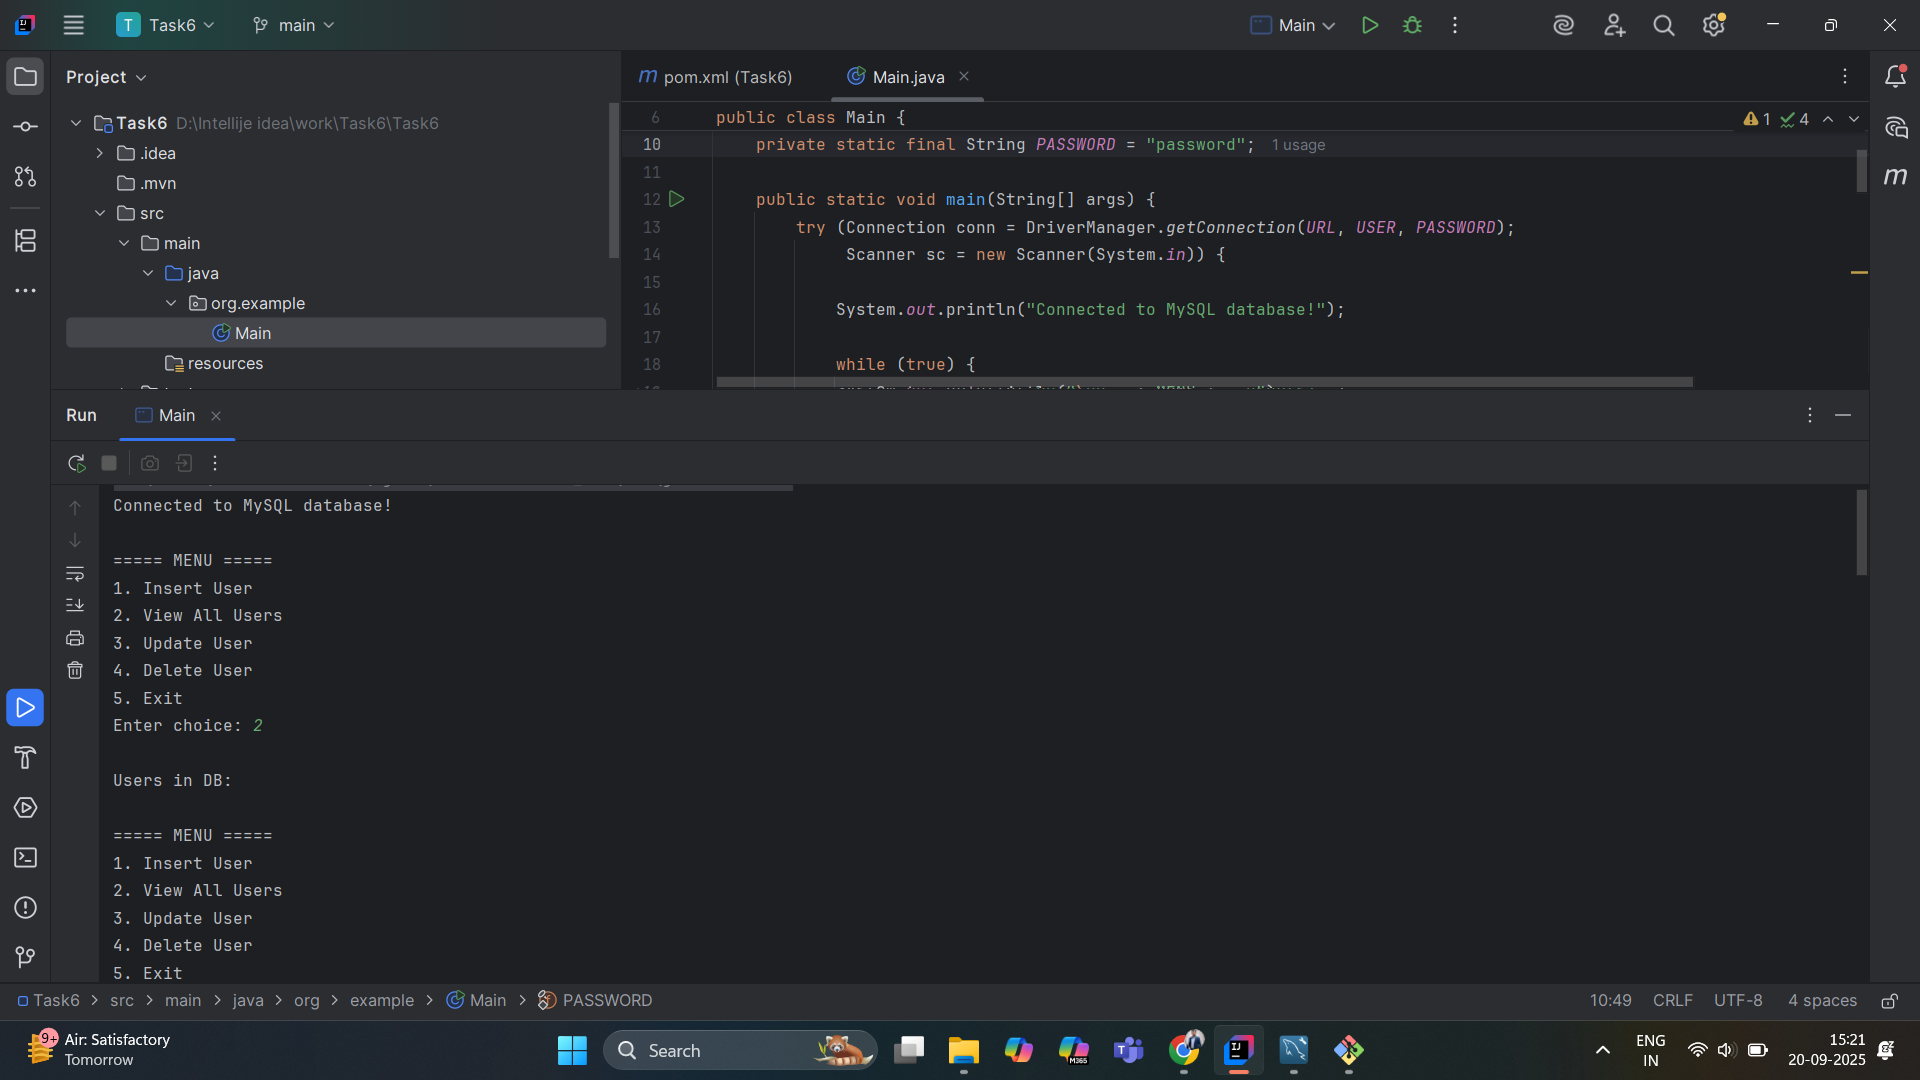 T Task6 main Main
Project
Task6 D:\Intellije idea\work\Task6\Task6
.idea
.mvn
src
main
java
org.example
Main
resources
m pom.xml (Task6) Main.java
6 public class Main {
1 4
10 private static final String PASSWORD = "password"; 1 usage
11
12 public static void main(String[] args) {
13 try (Connection conn = DriverManager.getConnection(URL, USER, PASSWORD);
14 Scanner sc = new Scanner(System.in)) {
15
16 System.out.println("Connected to MySQL database!");
17
18 while (true) {
m
Run Main
Connected to MySQL database!
===== MENU =====
1. Insert User
2. View All Users
3. Update User
4. Delete User
5. Exit
Enter choice: 2
Users in DB:
===== MENU =====
1. Insert User
2. View All Users
3. Update User
4. Delete User
5. Exit
Task6 > src > main > java > org > example > Main > PASSWORD
10:49 CRLF UTF-8 4 spaces
9+ Air: Satisfactory
Tomorrow
Search
M365
ENG
IN
15:21
20-09-2025